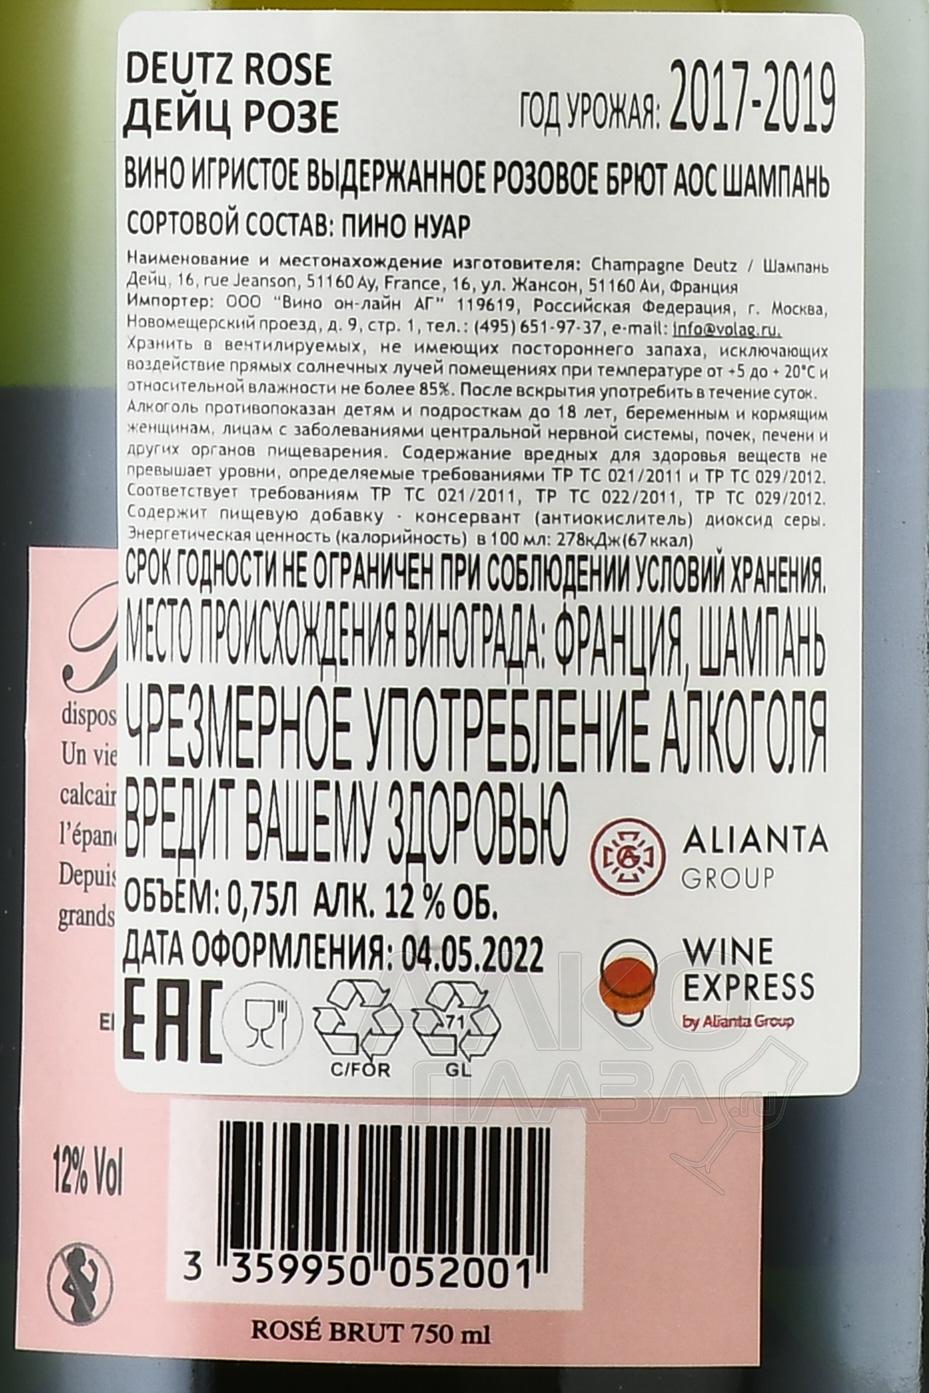 DEUTZ ROSE
ДЕЙЦ РОЗЕ
ГОД УРОЖАЯ: 2017-2019
ВИНО ИГРИСТОЕ ВЫДЕРЖАННОЕ РОЗОВОЕ БРЮТ АОС ШАМПАНЬ
СОРТОВОЙ СОСТАВ: ПИНО НУАР
Наименование и местонахождение изготовителя: Champagne Deutz / Шампань
Дейц, 16, rue Jeanson, 51160 Ay, France, 16, ул. Жансон, 51160 Аи, Франция
Импортер: ООО "Вино он-лайн АГ" 119619, Российская Федерация, г. Москва,
Новомещерский проезд, д. 9, стр. 1, тел.: (495) 651-97-37, e-mail: info@volag.ru.
Хранить в вентилируемых, не имеющих постороннего запаха, исключающих
воздействие прямых солнечных лучей помещениях при температуре от +5 до + 20°С и
относительной влажности не более 85%. После вскрытия употребить в течение суток.
Алкоголь противопоказан детям и подросткам до 18 лет, беременным и кормящим
женщинам, лицам с заболеваниями центральной нервной системы, почек, печени и
других органов пищеварения. Содержание вредных для здоровья веществ не
превышает уровни, определяемые требованиями ТР ТС 021/2011 и ТР ТС 029/2012.
Соответствует требованиям ТР ТС 021/2011, ТР ТС 022/2011, ТР ТС 029/2012.
Содержит пищевую добавку - консервант (антиокислитель) диоксид серы.
Энергетическая ценность (калорийность) в 100 мл: 278кДж(67 ккал)
СРОК ГОДНОСТИ НЕ ОГРАНИЧЕН ПРИ СОБЛЮДЕНИИ УСЛОВИЙ ХРАНЕНИЯ.
МЕСТО ПРОИСХОЖДЕНИЯ ВИНОГРАДА: ФРАНЦИЯ, ШАМПАНЬ
ЧРЕЗМЕРНОЕ УПОТРЕБЛЕНИЕ АЛКОГОЛЯ
ВРЕДИТ ВАШЕМУ ЗДОРОВЬЮ
ALIANTA
GROUP
ОБЪЕМ: 0,75Л АЛК. 12 % ОБ.
ДАТА ОФОРМЛЕНИЯ: 04.05.2022
WINE
EXPRESS
by Alianta Group
EAC
71
C/FOR
GL
АЛКО
ПЛАЗА.ru
dispos
Un vie
calcair
l'épan
Depuis
grands
El
12% Vol
3 359950 052001
ROSÉ BRUT 750 ml